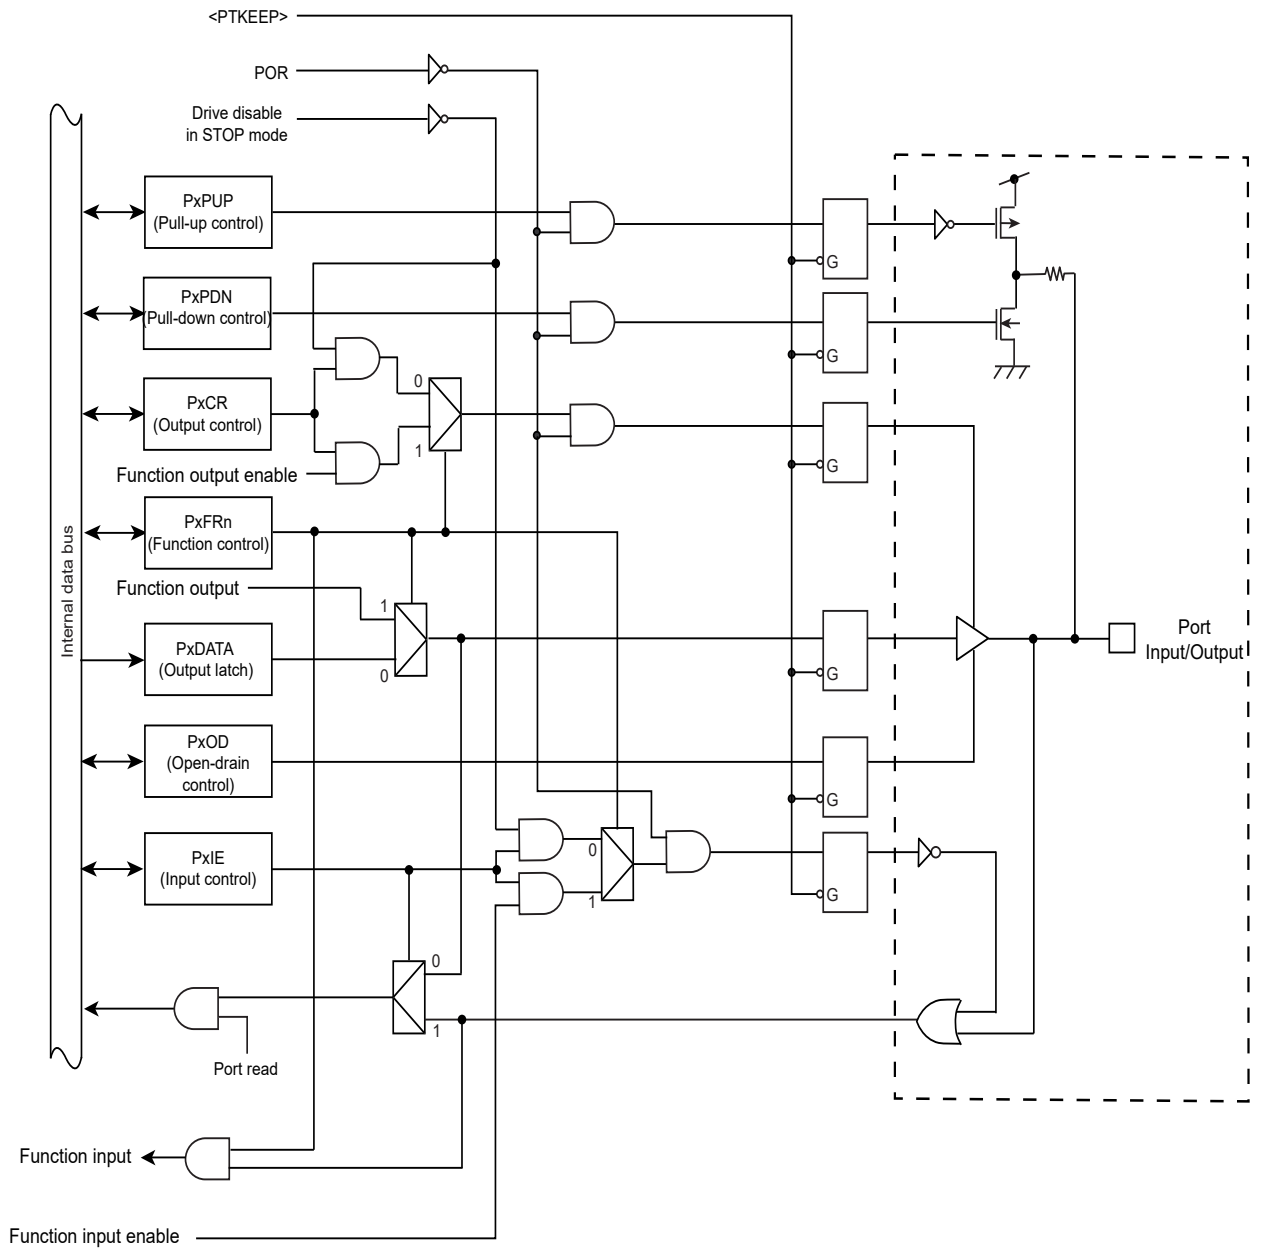 <PTKEEP>
POR
Drive disable
in STOP mode
PxPUP
(Pull-up control)
G
PxPDN
(Pull-down control)
G
0
PxCR
(Output control)
1
G
Function output enable
PxFRn
(Function control)
Internal data bus
Function output
1
PxDATA
(Output latch)
0
G
Port
Input/Output
PxOD
(Open-drain
control)
G
PxIE
(Input control)
0
1
G
0
1
Port read
Function input
Function input enable